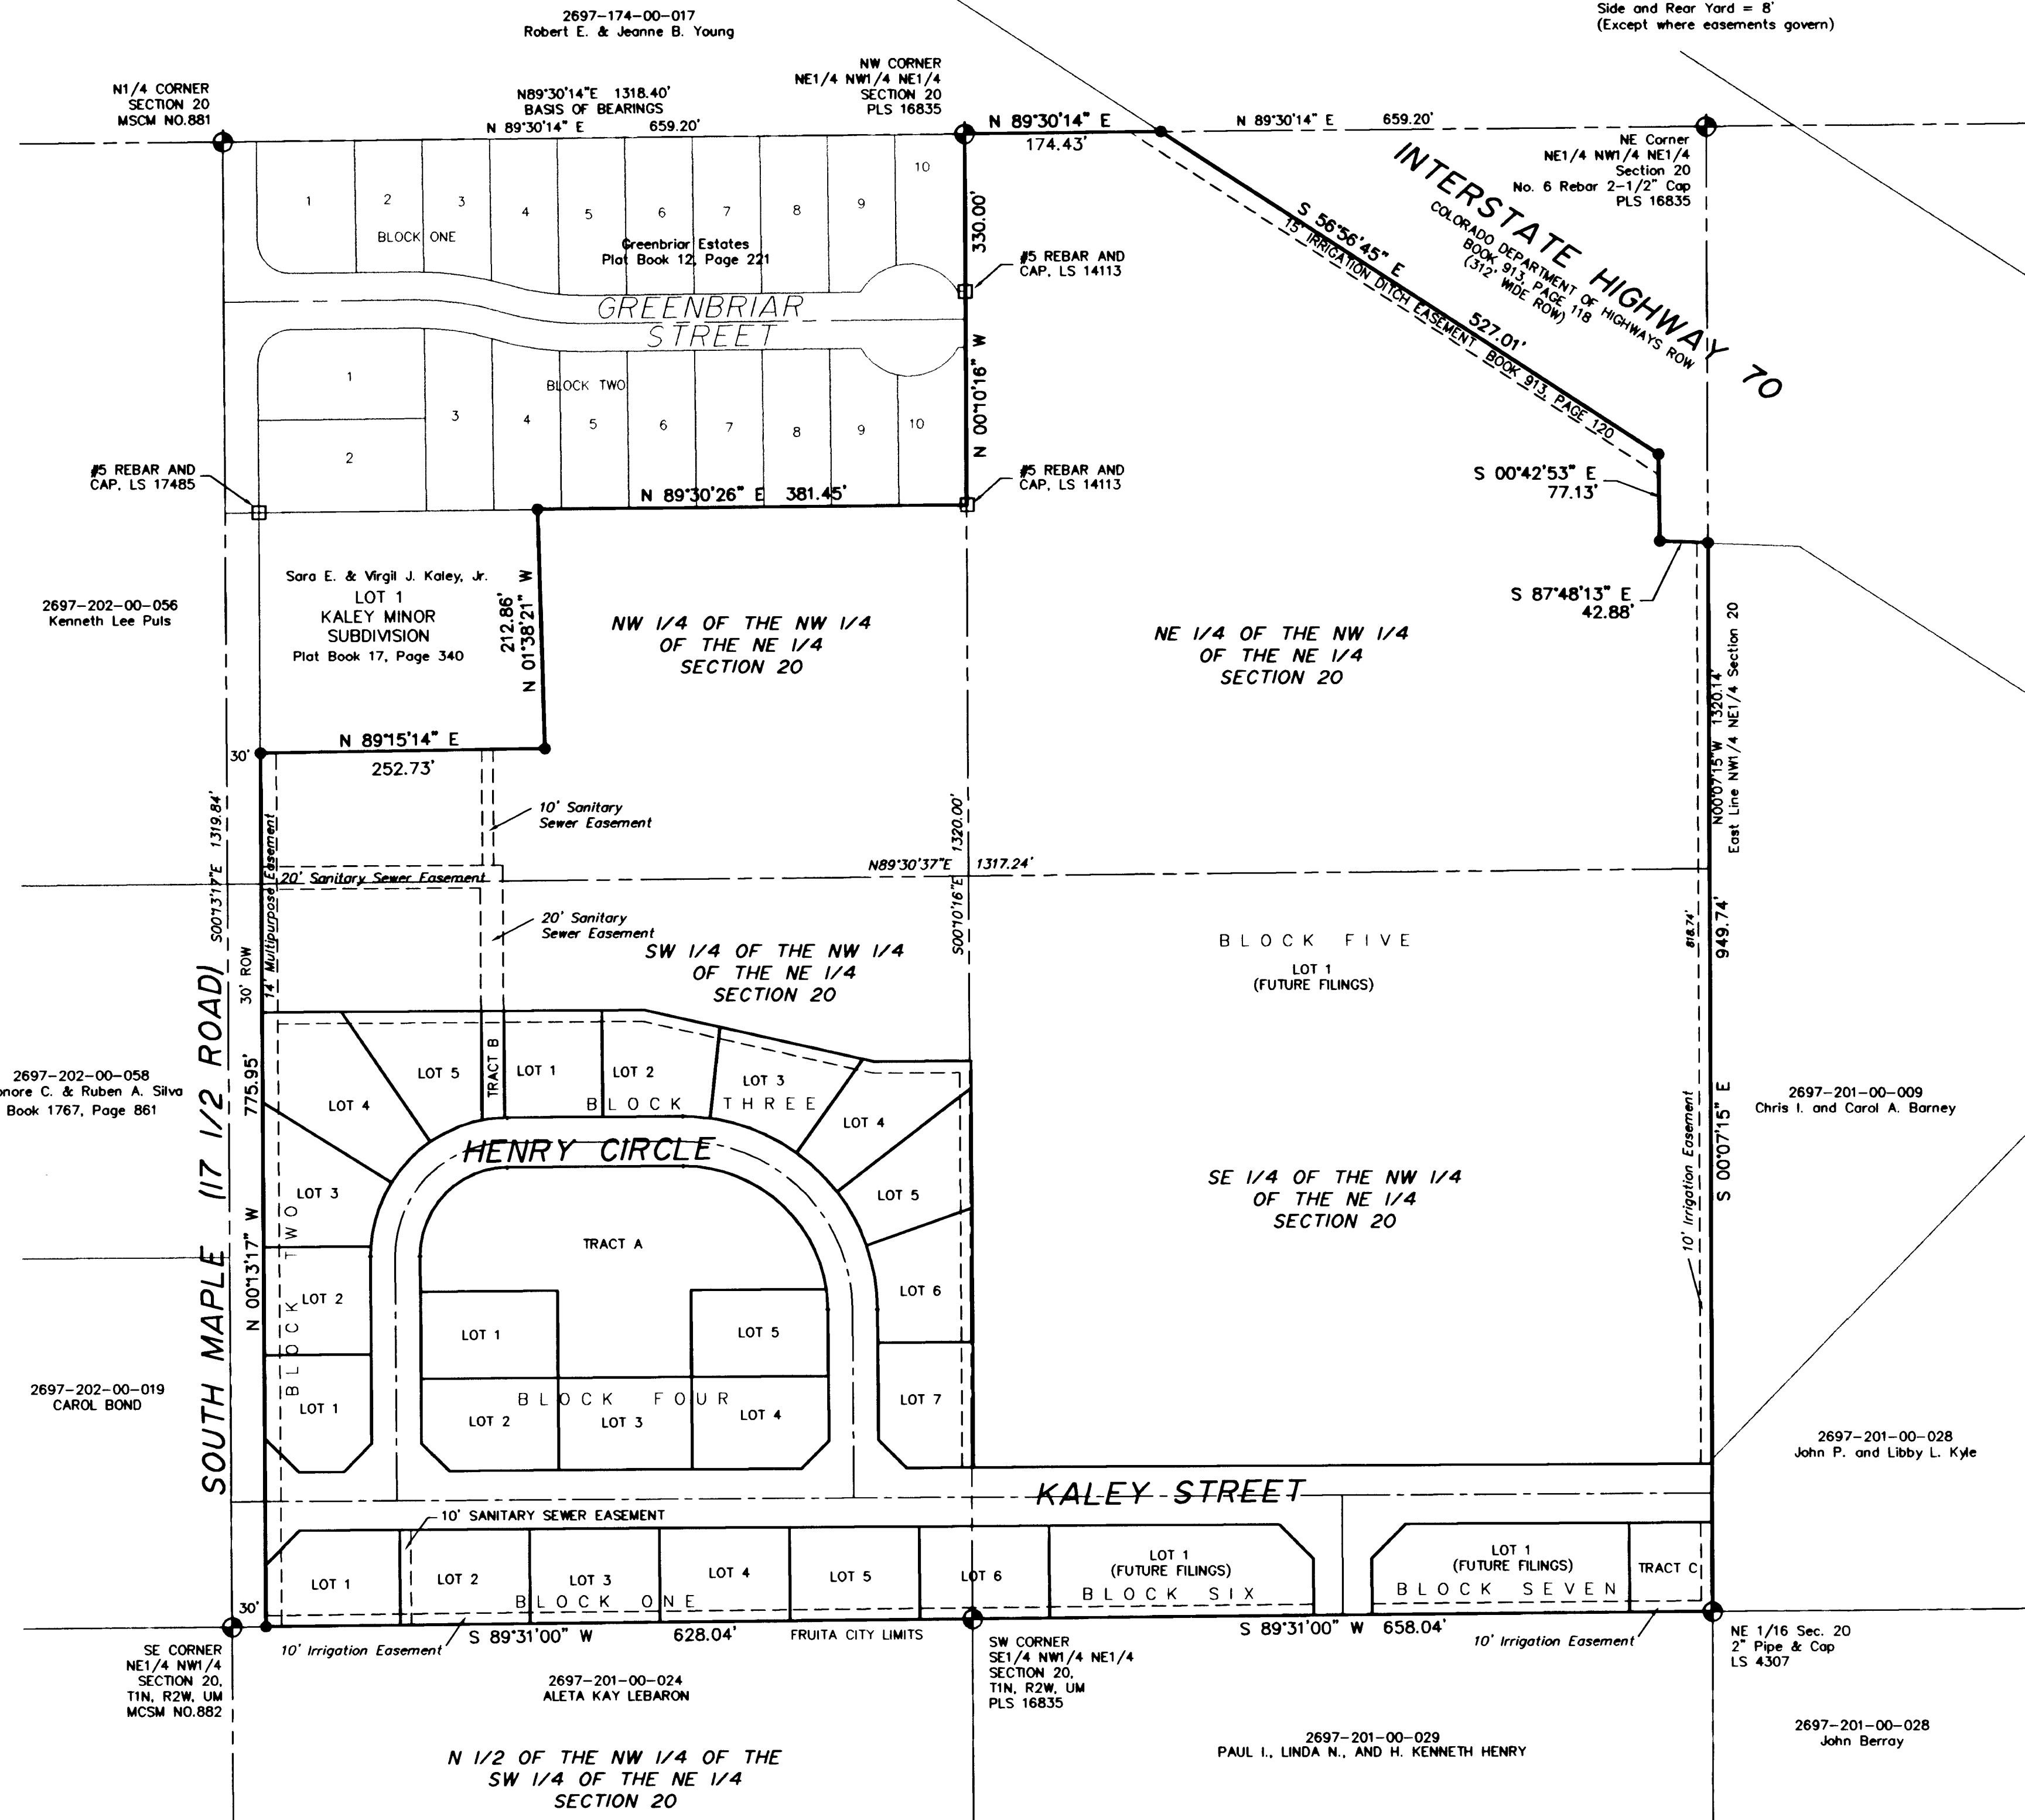 2697-174-00-017
Robert E. & Jeanne B. Young
Side and Rear Yard = 8'
(Except where easements govern)
N1/4 CORNER
SECTION 20
MSCM NO.881
N89°30'14"E 1318.40'
BASIS OF BEARINGS
N 89°30'14" E 659.20'
NW CORNER
NE1/4 NW1/4 NE1/4
SECTION 20
PLS 16835
N 89°30'14" E
174.43'
N 89°30'14" E 659.20'
NE Corner
NE1/4 NW1/4 NE1/4
Section 20
No. 6 Rebar 2-1/2" Cap
PLS 16835
INTERSTATE HIGHWAY 70
COLORADO DEPARTMENT OF HIGHWAYS ROW
BOOK 913, PAGE 118
(312' WIDE ROW)
S 56°56'45" E
527.01'
15' IRRIGATION DITCH EASEMENT BOOK 913, PAGE 120
1
2
3
4
5
6
7
8
9
10
BLOCK ONE
Greenbriar Estates
Plat Book 12, Page 221
330.00'
N 00°10'16" W
#5 REBAR AND
CAP, LS 14113
GREENBRIAR
STREET
BLOCK TWO
1
2
3
4
5
6
7
8
9
10
#5 REBAR AND
CAP, LS 17485
N 89°30'26" E 381.45'
#5 REBAR AND
CAP, LS 14113
S 00°42'53" E
77.13'
S 87°48'13" E
42.88'
2697-202-00-056
Kenneth Lee Puls
Sara E. & Virgil J. Kaley, Jr.
LOT 1
KALEY MINOR
SUBDIVISION
Plat Book 17, Page 340
212.86'
N 01°38'21" W
NW 1/4 OF THE NW 1/4
OF THE NE 1/4
SECTION 20
NE 1/4 OF THE NW 1/4
OF THE NE 1/4
SECTION 20
N00°07'15"W 1320.14'
East Line NW1/4 NE1/4 Section 20
30'
N 89°15'14" E
252.73'
10' Sanitary
Sewer Easement
S00°13'17"E 1319.84'
14' Multipurpose Easement
20' Sanitary Sewer Easement
N89°30'37"E 1317.24'
S00°10'16"E 1320.00'
20' Sanitary
Sewer Easement
30' ROW
SW 1/4 OF THE NW 1/4
OF THE NE 1/4
SECTION 20
BLOCK FIVE
LOT 1
(FUTURE FILINGS)
818.74'
949.74'
S 00°07'15" E
10' Irrigation Easement
2697-202-00-058
nore C. & Ruben A. Silva
Book 1767, Page 861
SOUTH MAPLE (17 1/2 ROAD)
775.95'
N 00°13'17" W
LOT 4
LOT 5
TRACT B
LOT 1
LOT 2
LOT 3
LOT 4
BLOCK THREE
HENRY CIRCLE
LOT 3
LOT 5
BLOCK TWO
TRACT A
LOT 2
LOT 6
LOT 1
LOT 5
LOT 1
LOT 7
BLOCK FOUR
LOT 2
LOT 3
LOT 4
SE 1/4 OF THE NW 1/4
OF THE NE 1/4
SECTION 20
2697-201-00-009
Chris I. and Carol A. Barney
2697-202-00-019
CAROL BOND
2697-201-00-028
John P. and Libby L. Kyle
KALEY STREET
10' SANITARY SEWER EASEMENT
LOT 1
LOT 2
LOT 3
LOT 4
LOT 5
LOT 6
BLOCK ONE
LOT 1
(FUTURE FILINGS)
BLOCK SIX
LOT 1
(FUTURE FILINGS)
BLOCK SEVEN
TRACT C
30'
10' Irrigation Easement
S 89°31'00" W 628.04'
FRUITA CITY LIMITS
S 89°31'00" W 658.04'
10' Irrigation Easement
SE CORNER
NE1/4 NW1/4
SECTION 20,
T1N, R2W, UM
MCSM NO.882
SW CORNER
SE1/4 NW1/4 NE1/4
SECTION 20,
T1N, R2W, UM
PLS 16835
NE 1/16 Sec. 20
2" Pipe & Cap
LS 4307
2697-201-00-024
ALETA KAY LEBARON
2697-201-00-029
PAUL I., LINDA N., AND H. KENNETH HENRY
2697-201-00-028
John Berray
N 1/2 OF THE NW 1/4 OF THE
SW 1/4 OF THE NE 1/4
SECTION 20